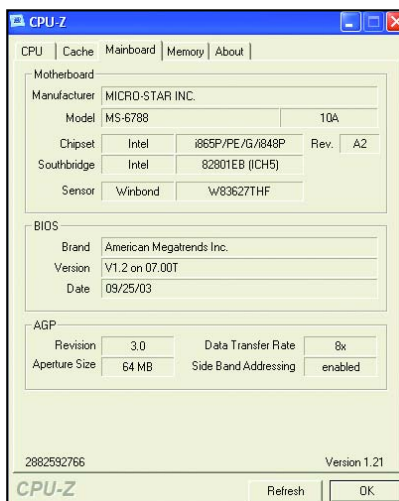 CPU-Z
CPU Cache Mainboard Memory About
Motherboard
Manufacturer MICRO-STAR INC.
Model MS-6788 10A
Chipset Intel i865P/PE/G/i848P Rev. A2
Southbridge Intel 82801EB (ICH5)
Sensor Winbond W83627THF
BIOS
Brand American Megatrends Inc.
Version V1.2 on 07.00T
Date 09/25/03
AGP
Revision 3.0 Data Transfer Rate 8x
Aperture Size 64 MB Side Band Addressing enabled
2882592766 Version 1.21
CPU-Z Refresh OK